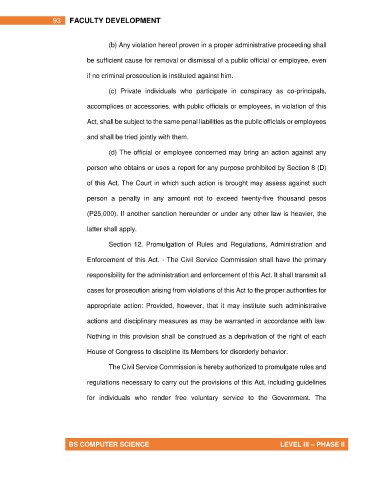 93 FACULTY DEVELOPMENT
(b) Any violation hereof proven in a proper administrative proceeding shall
be sufficient cause for removal or dismissal of a public official or employee, even
if no criminal prosecution is instituted against him.
(c) Private individuals who participate in conspiracy as co-principals,
accomplices or accessories, with public officials or employees, in violation of this
Act, shall be subject to the same penal liabilities as the public officials or employees
and shall be tried jointly with them.
(d) The official or employee concerned may bring an action against any
person who obtains or uses a report for any purpose prohibited by Section 8 (D)
of this Act. The Court in which such action is brought may assess against such
person a penalty in any amount not to exceed twenty-five thousand pesos
(P25,000). If another sanction hereunder or under any other law is heavier, the
latter shall apply.
Section 12. Promulgation of Rules and Regulations, Administration and
Enforcement of this Act. - The Civil Service Commission shall have the primary
responsibility for the administration and enforcement of this Act. It shall transmit all
cases for prosecution arising from violations of this Act to the proper authorities for
appropriate action: Provided, however, that it may institute such administrative
actions and disciplinary measures as may be warranted in accordance with law.
Nothing in this provision shall be construed as a deprivation of the right of each
House of Congress to discipline its Members for disorderly behavior.
The Civil Service Commission is hereby authorized to promulgate rules and
regulations necessary to carry out the provisions of this Act, including guidelines
for individuals who render free voluntary service to the Government. The
BS COMPUTER SCIENCE LEVEL III – PHASE II